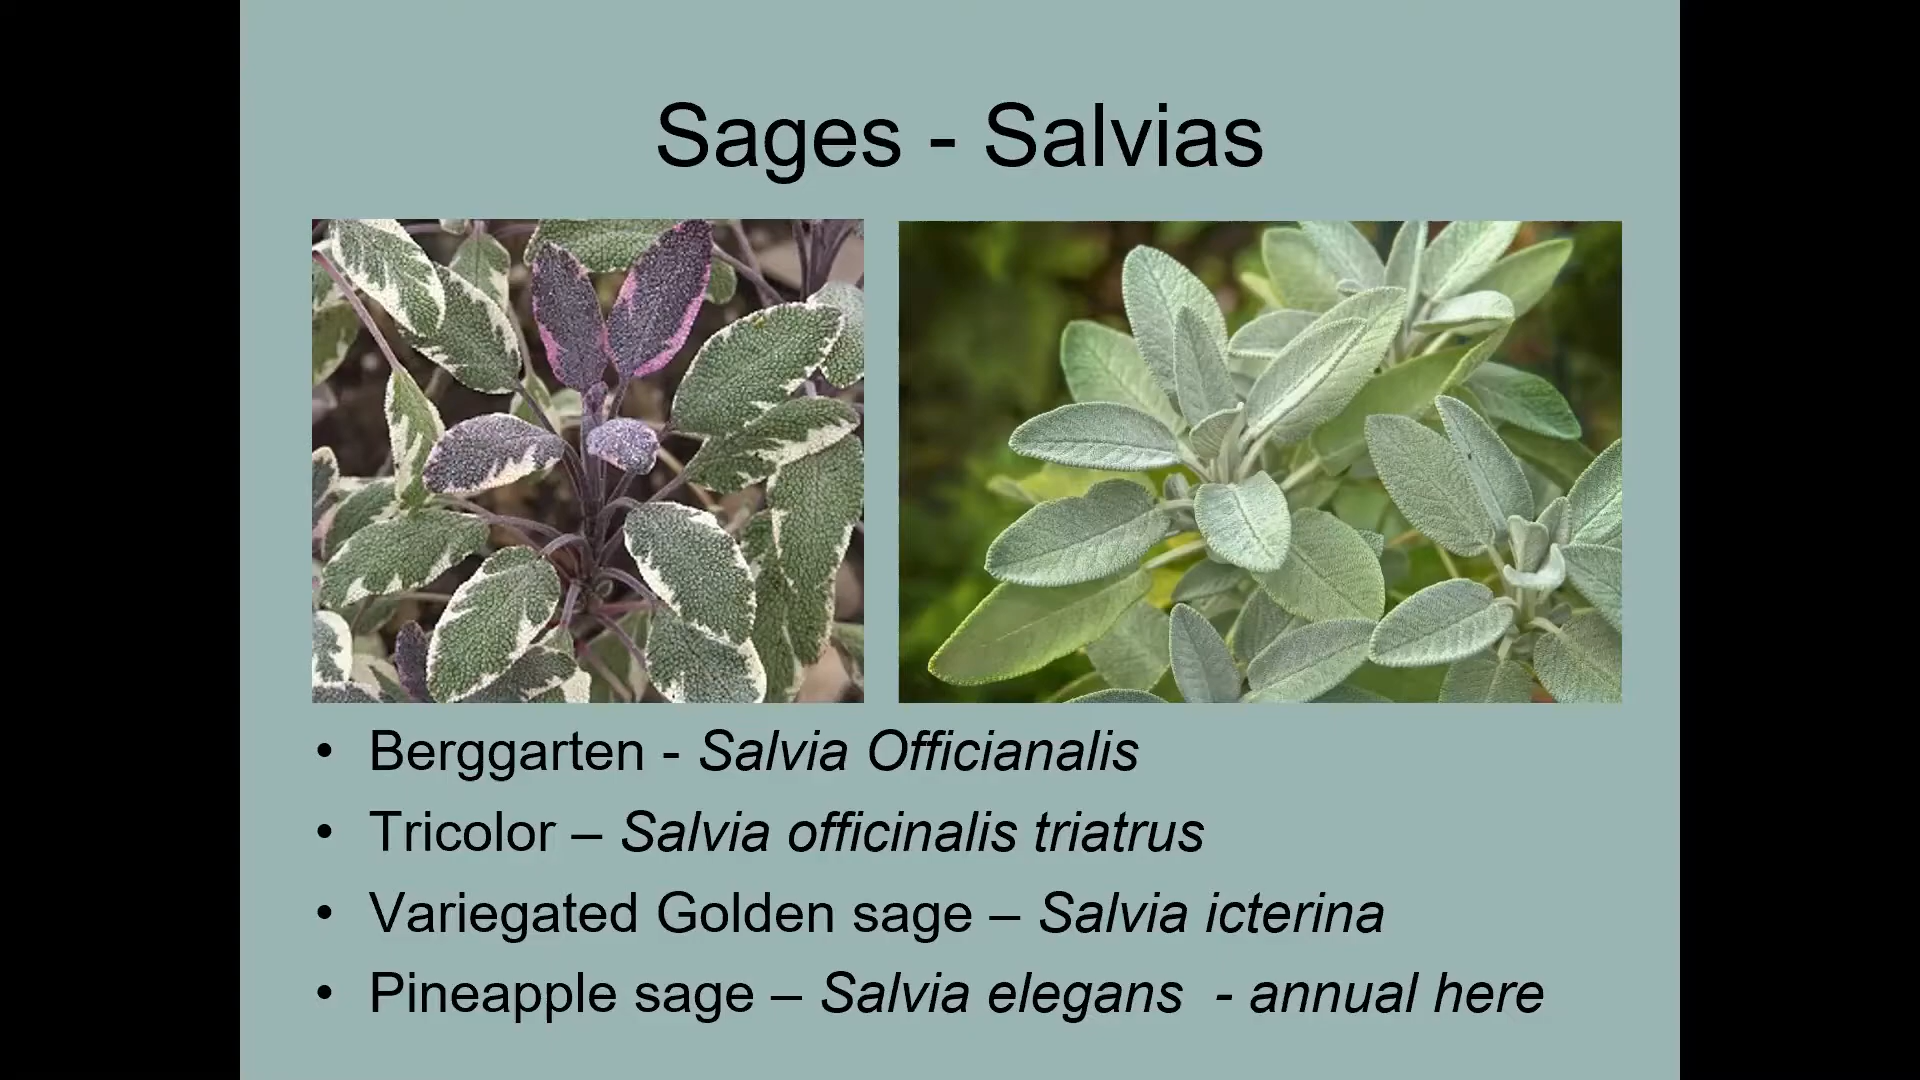 Sages - Salvias
• Berggarten - Salvia Officianalis
• Tricolor – Salvia officinalis triatrus
• Variegated Golden sage – Salvia icterina
• Pineapple sage – Salvia elegans - annual here